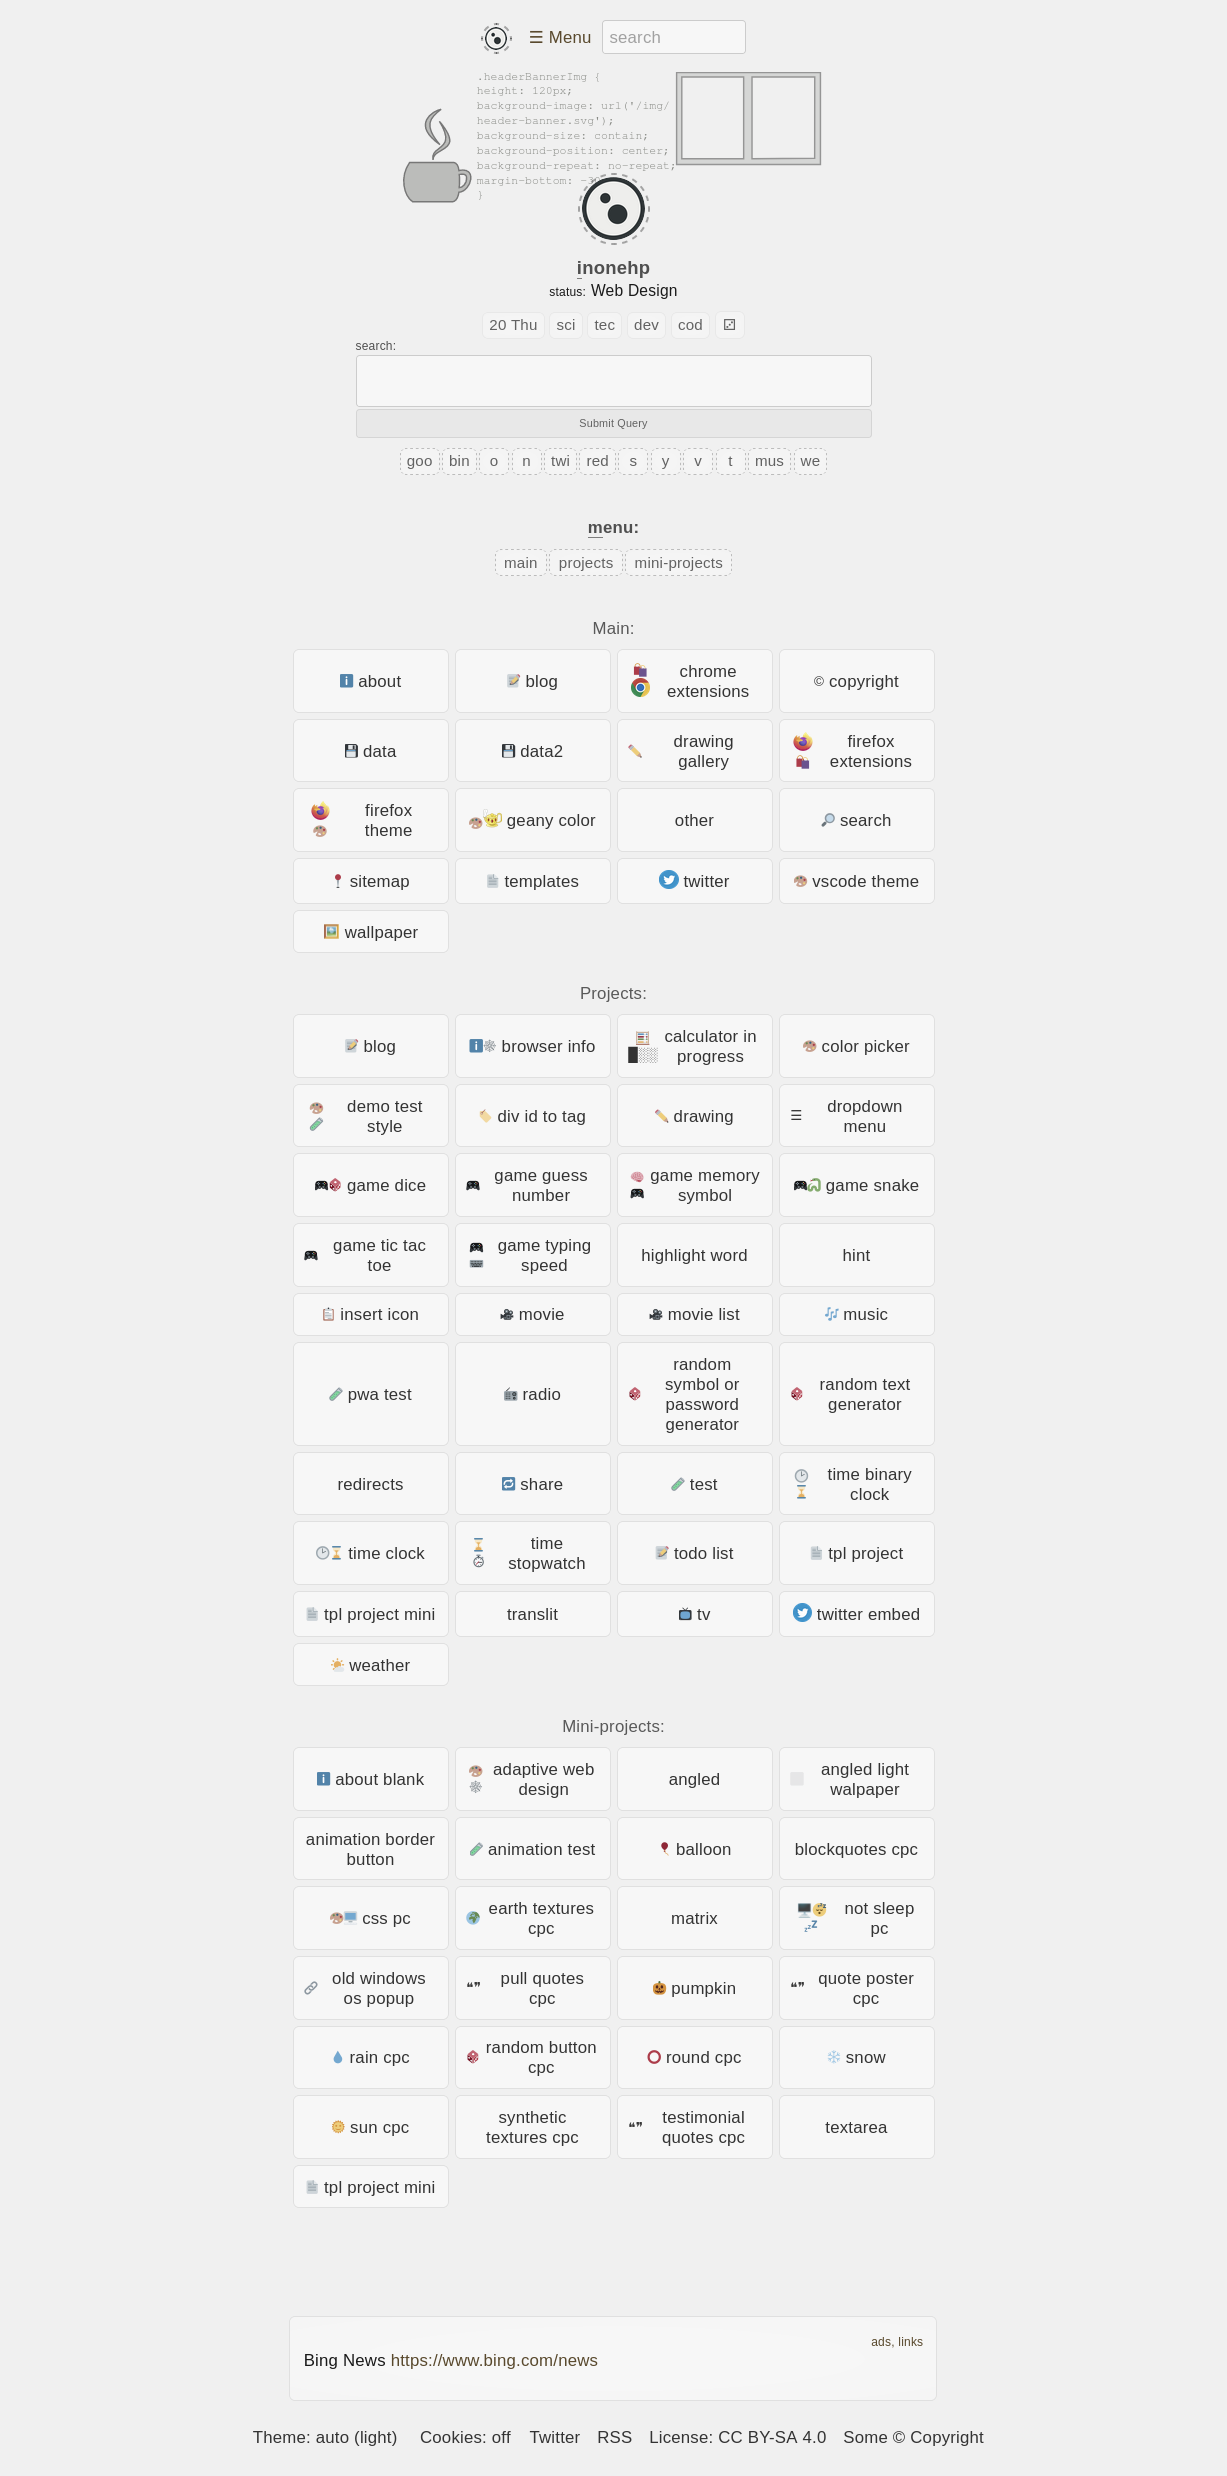 ☰ Menu search
.headerBannerImg {
height: 120px;
background-image: url('/img/
header-banner.svg');
background-size: contain;
background-position: center;
background-repeat: no-repeat;
margin-bottom:
}
inonehp
status: Web Design
20 Thu sci tec dev cod ⚂
search:
Submit Query
goo bin o n twi red s y v t mus we
menu:
main projects mini-projects
Main:
about
blog
chrome
extensions
© copyright
data
data2
drawing
gallery
firefox
extensions
firefox
theme
geany color
other
search
sitemap
templates
twitter
vscode theme
wallpaper
Projects:
blog
browser info
calculator in
progress
color picker
demo test
style
div id to tag
drawing
☰ dropdown
menu
game dice
game guess
number
game memory
symbol
game snake
game tic tac
toe
game typing
speed
highlight word
hint
insert icon
movie
movie list
music
pwa test
radio
random
symbol or
password
generator
random text
generator
redirects
share
test
time binary
clock
time clock
time
stopwatch
todo list
tpl project
tpl project mini
translit
tv
twitter embed
weather
Mini-projects:
about blank
adaptive web
design
angled
angled light
walpaper
animation border
button
animation test
balloon
blockquotes cpc
css pc
earth textures
cpc
matrix
not sleep
pc
old windows
os popup
❝❞ pull quotes
cpc
pumpkin
❝❞ quote poster
cpc
rain cpc
random button
cpc
round cpc
snow
sun cpc
synthetic
textures cpc
❝❞ testimonial
quotes cpc
textarea
tpl project mini
ads, links
Bing News https://www.bing.com/news
Theme: auto (light) Cookies: off Twitter RSS License: CC BY-SA 4.0 Some © Copyright